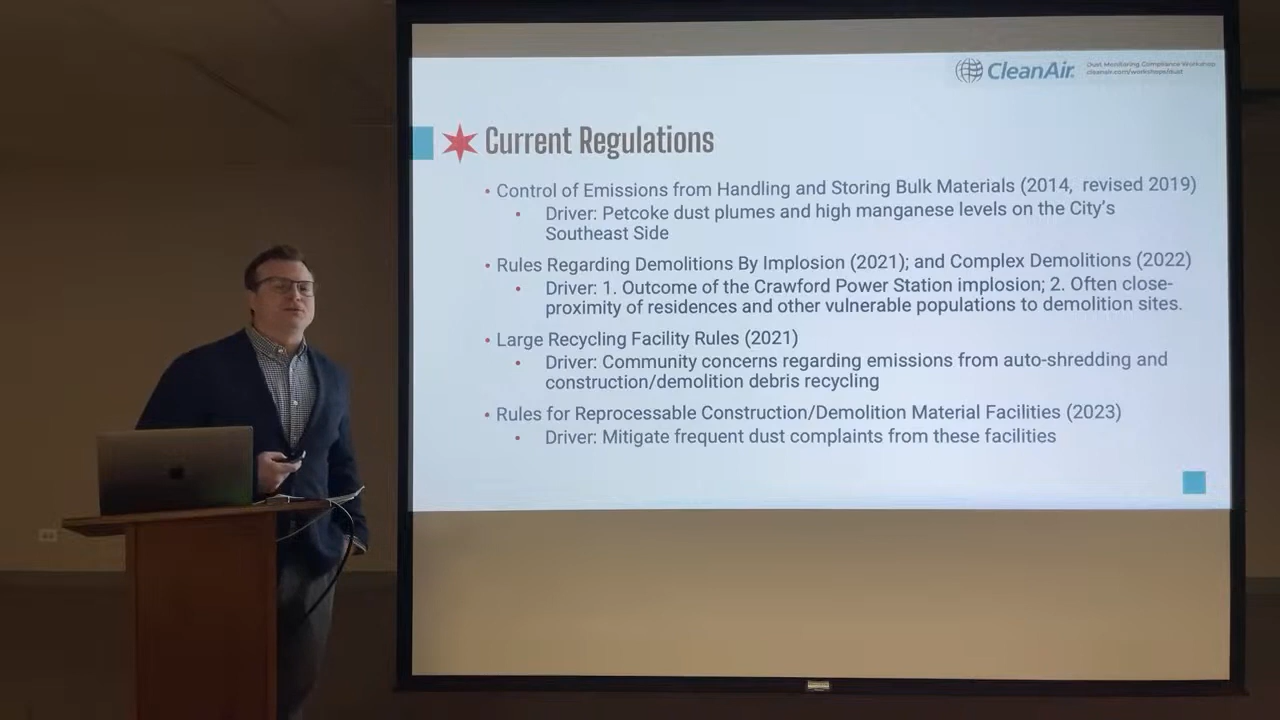 CleanAir.
Dust Monitoring Compliance Workshop
cleanair.com/workshops/dust
Current Regulations
• Control of Emissions from Handling and Storing Bulk Materials (2014, revised 2019)
• Driver: Petcoke dust plumes and high manganese levels on the City's
Southeast Side
• Rules Regarding Demolitions By Implosion (2021); and Complex Demolitions (2022)
• Driver: 1. Outcome of the Crawford Power Station implosion; 2. Often close-
proximity of residences and other vulnerable populations to demolition sites.
• Large Recycling Facility Rules (2021)
• Driver: Community concerns regarding emissions from auto-shredding and
construction/demolition debris recycling
• Rules for Reprocessable Construction/Demolition Material Facilities (2023)
• Driver: Mitigate frequent dust complaints from these facilities